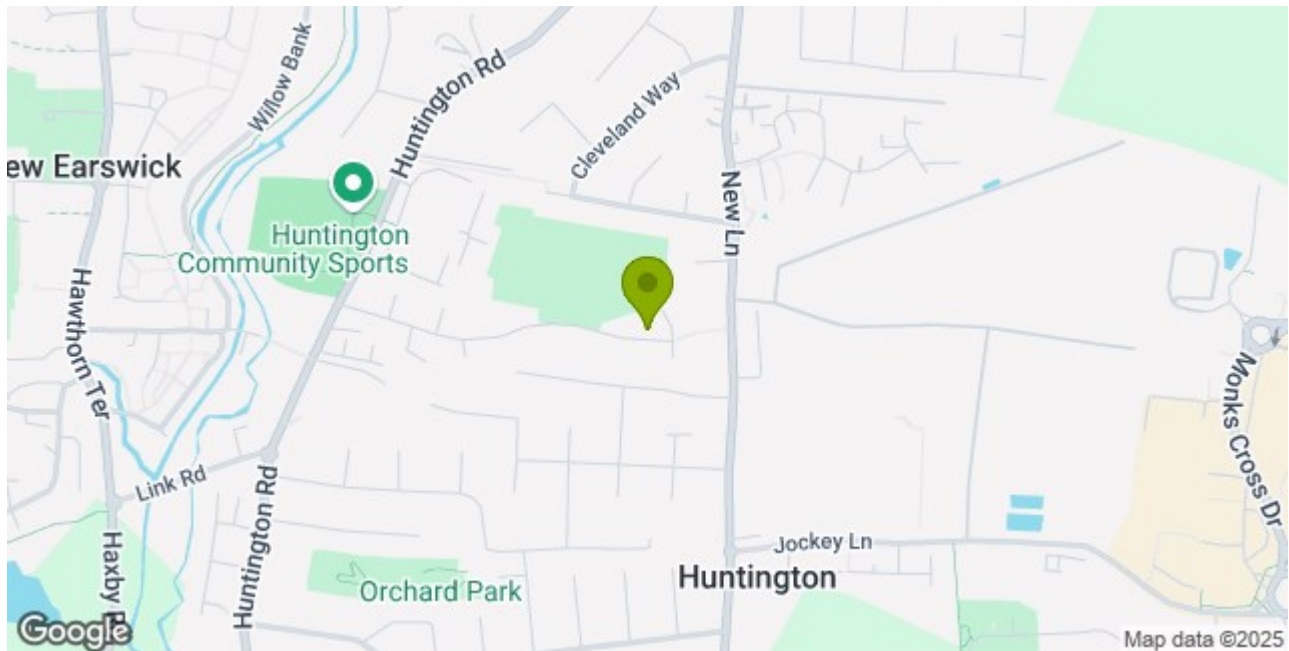 Willow Bank
Huntington Rd
Cleveland Way
ew Earswick
New Ln
Huntington
Community Sports
Hawthorn Ter
Monks Cross Dr
Link Rd
Huntington Rd
Haxby R
Jockey Ln
Huntington
Orchard Park
Google
Map data ©2025